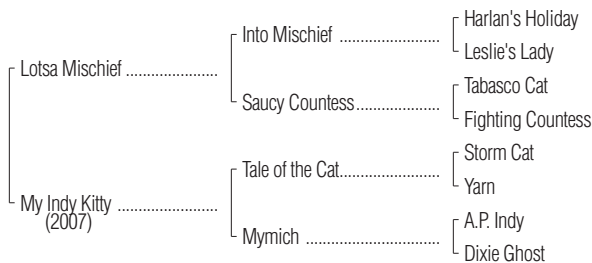 Harlan's Holiday
Into Mischief ........................
Leslie's Lady
Lotsa Mischief ......................
Tabasco Cat
Saucy Countess....................
Fighting Countess
Storm Cat
Tale of the Cat........................
Yarn
My Indy Kitty ........................
(2007)
A.P. Indy
Mymich ................................
Dixie Ghost